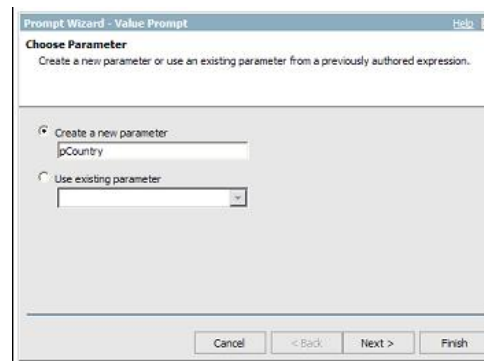 Prompt Wizard - Value Prompt
Help
Choose Parameter
Create a new parameter or use an existing parameter from a previously authored expression.
Create a new parameter
pCountry
Use existing parameter
Cancel
< Back
Next >
Finish